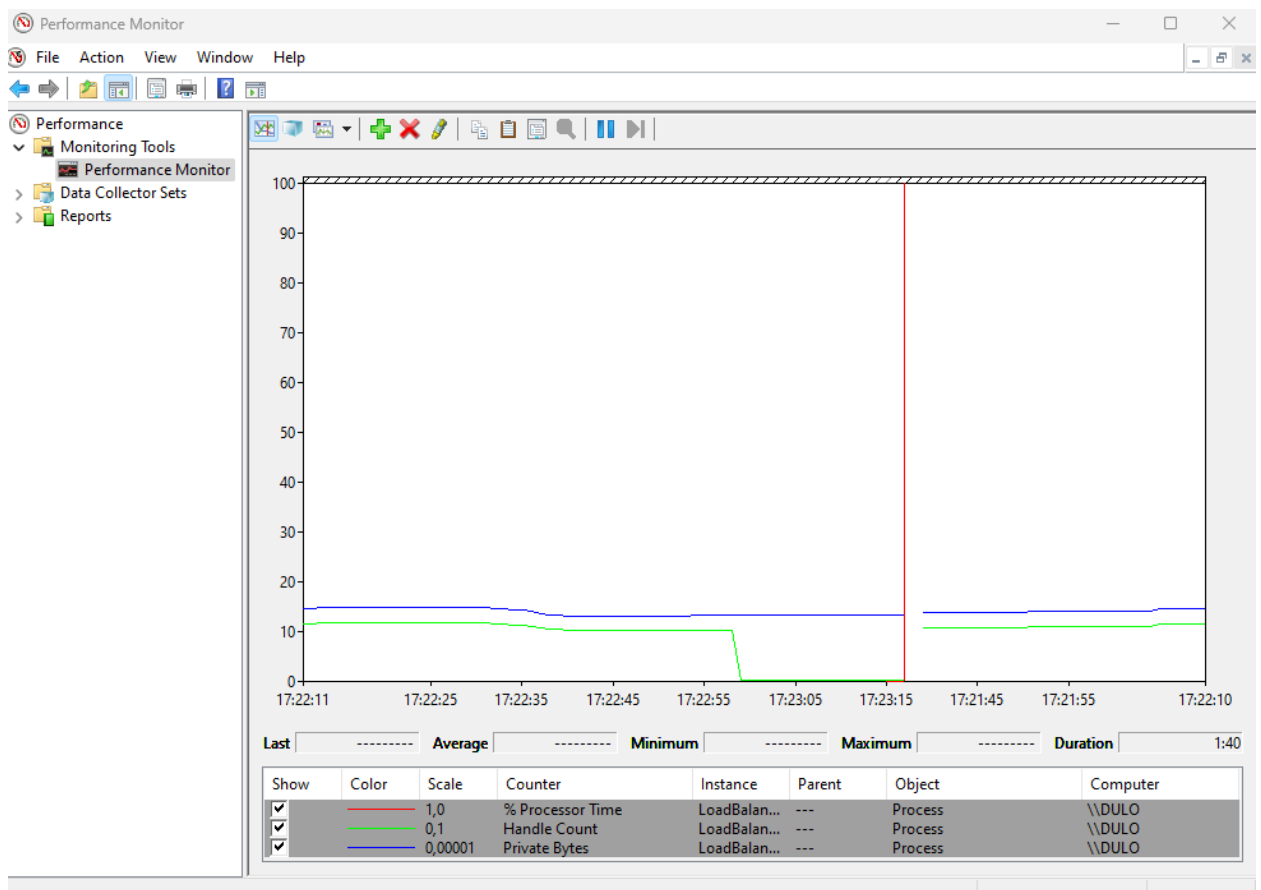 Performance Monitor
File Action View Window Help
Performance
Monitoring Tools
Performance Monitor
Data Collector Sets
Reports
100
90
80
70
60
50
40
30
20
10
0
17:22:11 17:22:25 17:22:35 17:22:45 17:22:55 17:23:05 17:23:15 17:21:45 17:21:55 17:22:10
Last --------- Average --------- Minimum --------- Maximum --------- Duration 1:40
Show Color Scale Counter Instance Parent Object Computer
1,0 % Processor Time LoadBalan... --- Process \\DULO
0,1 Handle Count LoadBalan... --- Process \\DULO
0,00001 Private Bytes LoadBalan... --- Process \\DULO